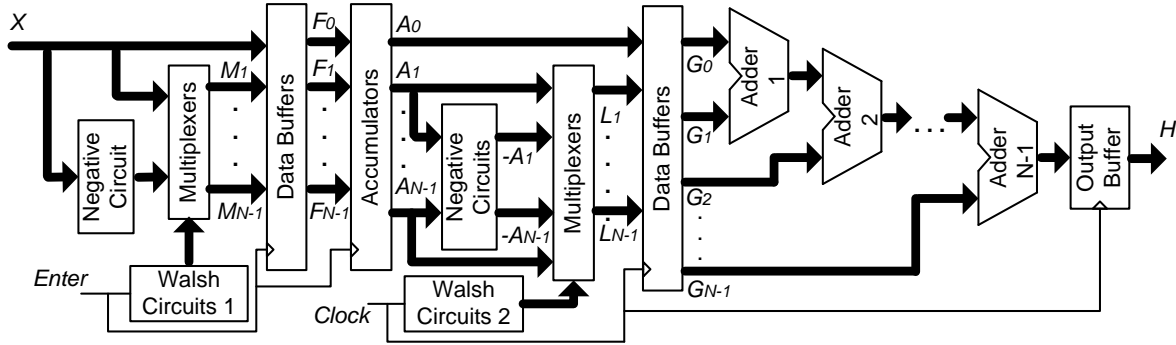 X
Negative
Circuit
Multiplexers
M1
.
.
.
MN-1
Enter
Walsh
Circuits 1
Data Buffers
F0
F1
.
.
.
FN-1
Accumulators
A0
A1
.
.
.
AN-1
Negative
Circuits
-A1
.
.
.
-AN-1
Multiplexers
L1
.
.
.
LN-1
Clock
Walsh
Circuits 2
Data Buffers
G0
G1
G2
.
.
.
GN-1
Adder
1
Adder
2
...
Adder
N-1
Output
Buffer
H